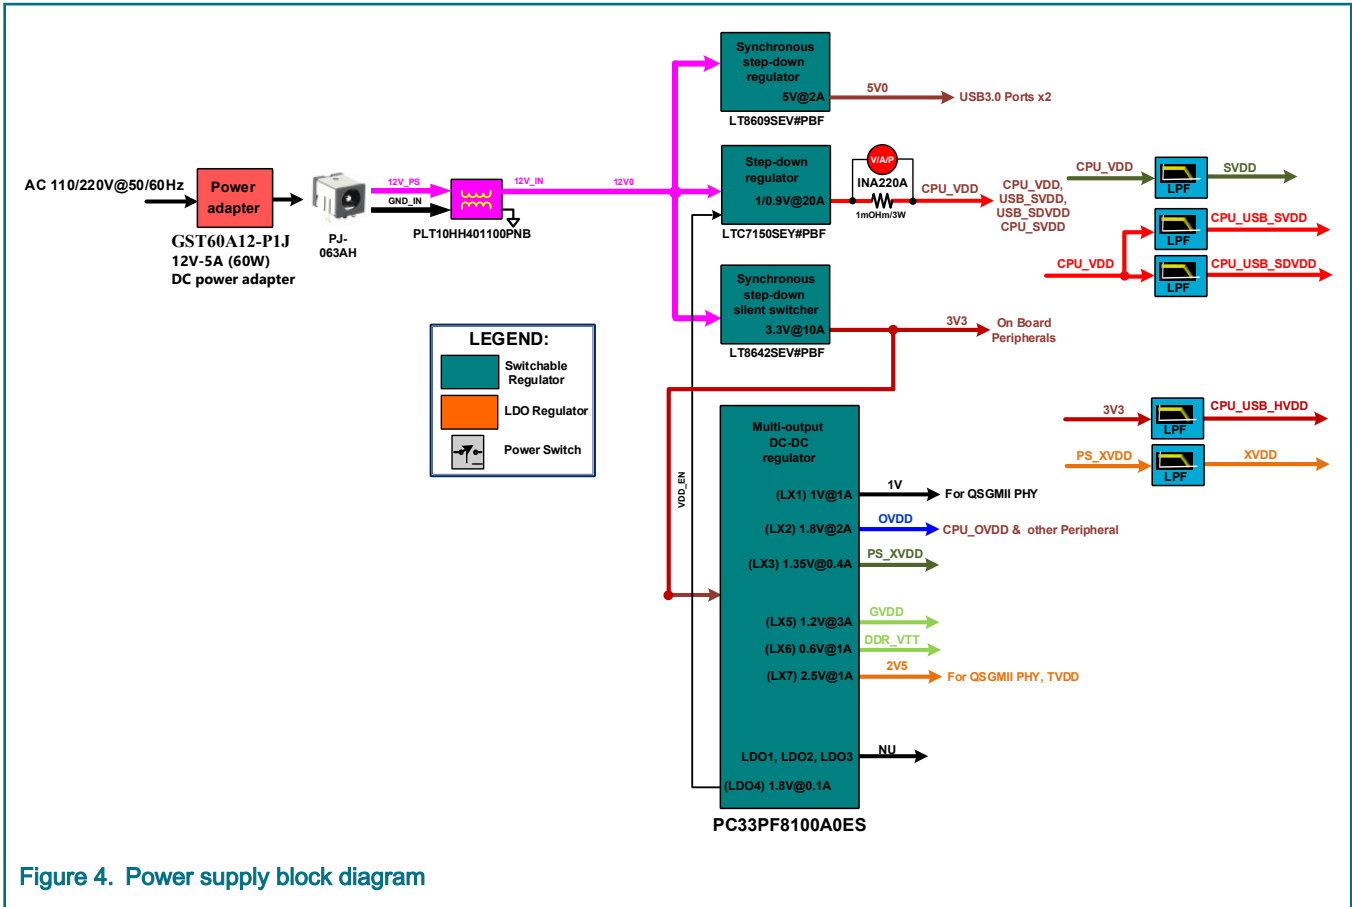 Synchronous
step-down
regulator
5V@2A
LT8609SEV#PBF
5V0
USB3.0 Ports x2
AC 110/220V@50/60Hz
Power
adapter
GST60A12-P1J
12V-5A (60W)
DC power adapter
PJ-
063AH
12V_PS
GND_IN
PLT10HH401100PNB
12V_IN
12V0
Step-down
regulator
1/0.9V@20A
LTC7150SEY#PBF
V/A/P
INA220A
1mOHm/3W
CPU_VDD
CPU_VDD,
USB_SVDD,
USB_SDVDD
CPU_SVDD
CPU_VDD
LPF
SVDD
CPU_VDD
LPF
CPU_USB_SVDD
LPF
CPU_USB_SDVDD
Synchronous
step-down
silent switcher
3.3V@10A
LT8642SEV#PBF
3V3
On Board
Peripherals
LEGEND:
Switchable
Regulator
LDO Regulator
Power Switch
3V3
LPF
CPU_USB_HVDD
PS_XVDD
LPF
XVDD
VDD_EN
Multi-output
DC-DC
regulator
(LX1) 1V@1A
1V
For QSGMII PHY
(LX2) 1.8V@2A
OVDD
CPU_OVDD & other Peripheral
(LX3) 1.35V@0.4A
PS_XVDD
(LX5) 1.2V@3A
GVDD
(LX6) 0.6V@1A
DDR_VTT
(LX7) 2.5V@1A
2V5
For QSGMII PHY, TVDD
LDO1, LDO2, LDO3
NU
(LDO4) 1.8V@0.1A
PC33PF8100A0ES
Figure 4. Power supply block diagram